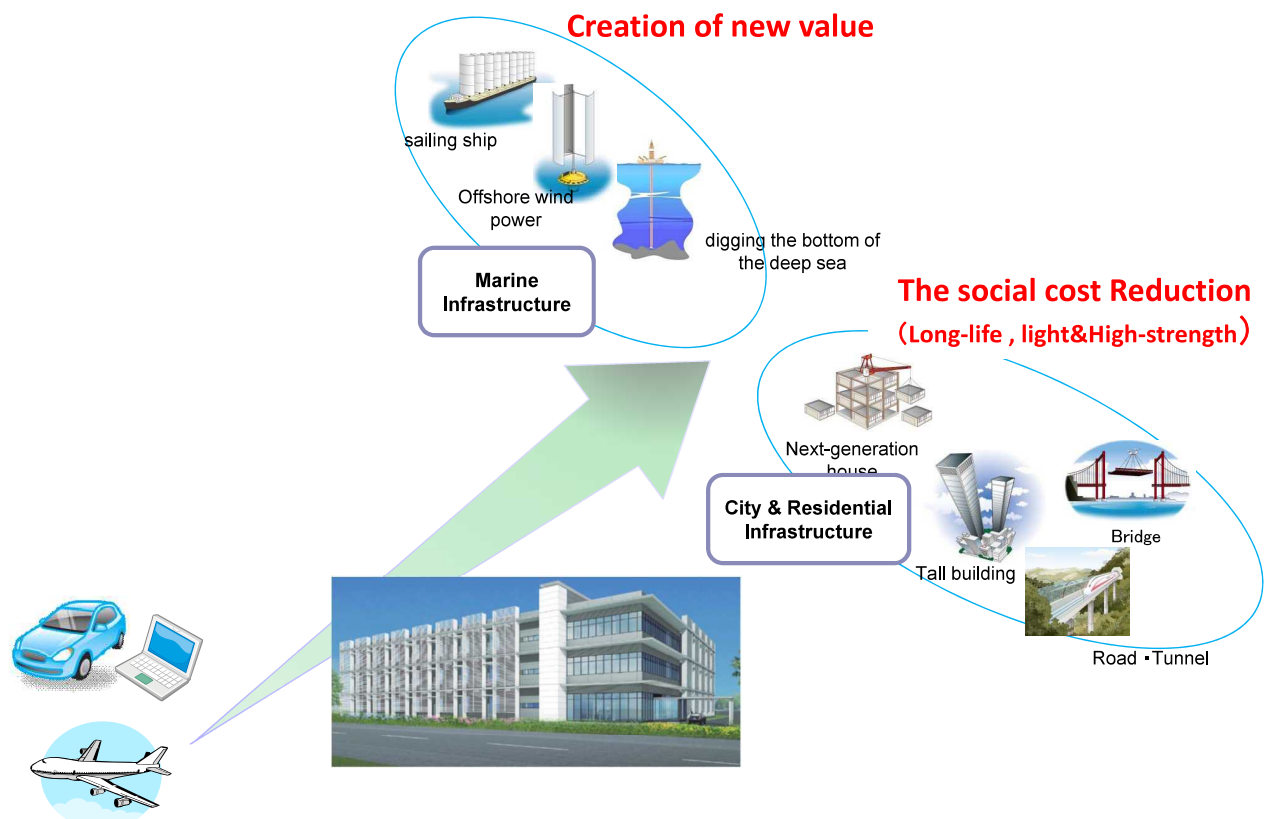 Creation of new value
sailing ship
Offshore wind
power
digging the bottom of
the deep sea
Marine
Infrastructure
The social cost Reduction
（Long-life , light&High-strength）
Next-generation
house
City & Residential
Infrastructure
Tall building
Bridge
Road ・Tunnel